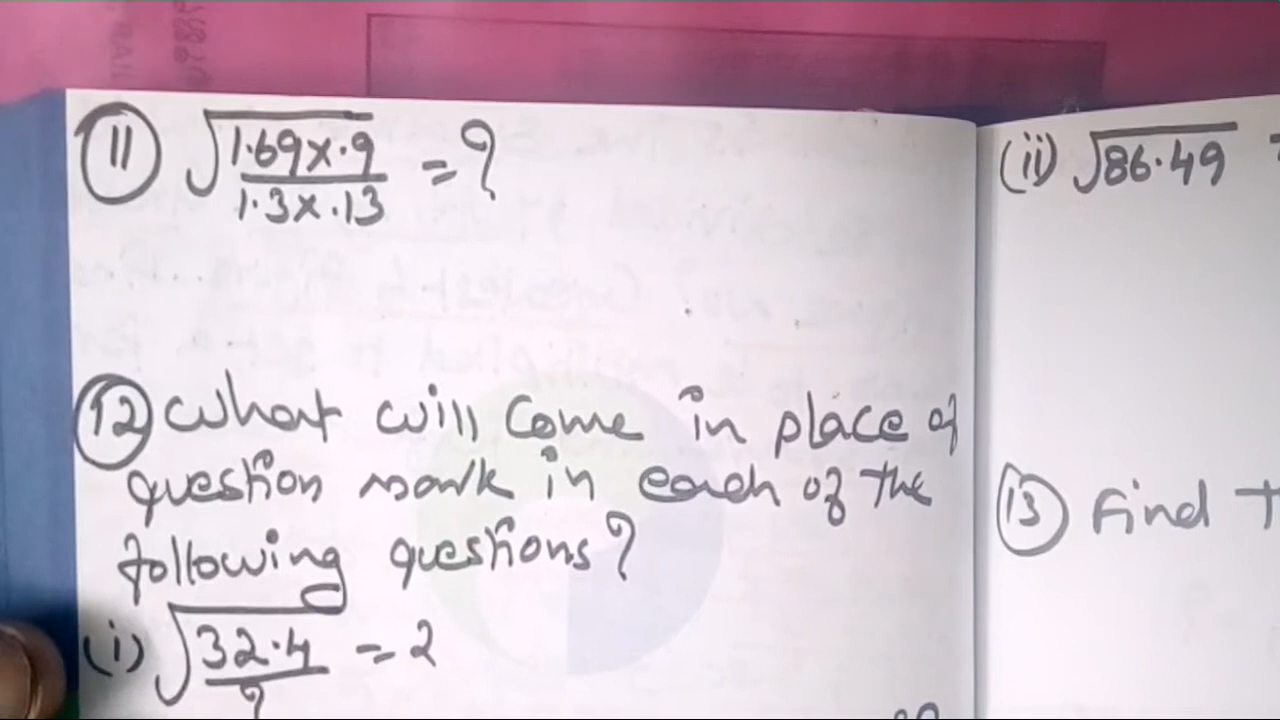 11 √(1.69×.9 / 1.3×.13) = ?
12 What will come in place of
question mark in each of the
following questions?
(i) √(32.4 / ?) = 2
(ii) √86.49
13 Find